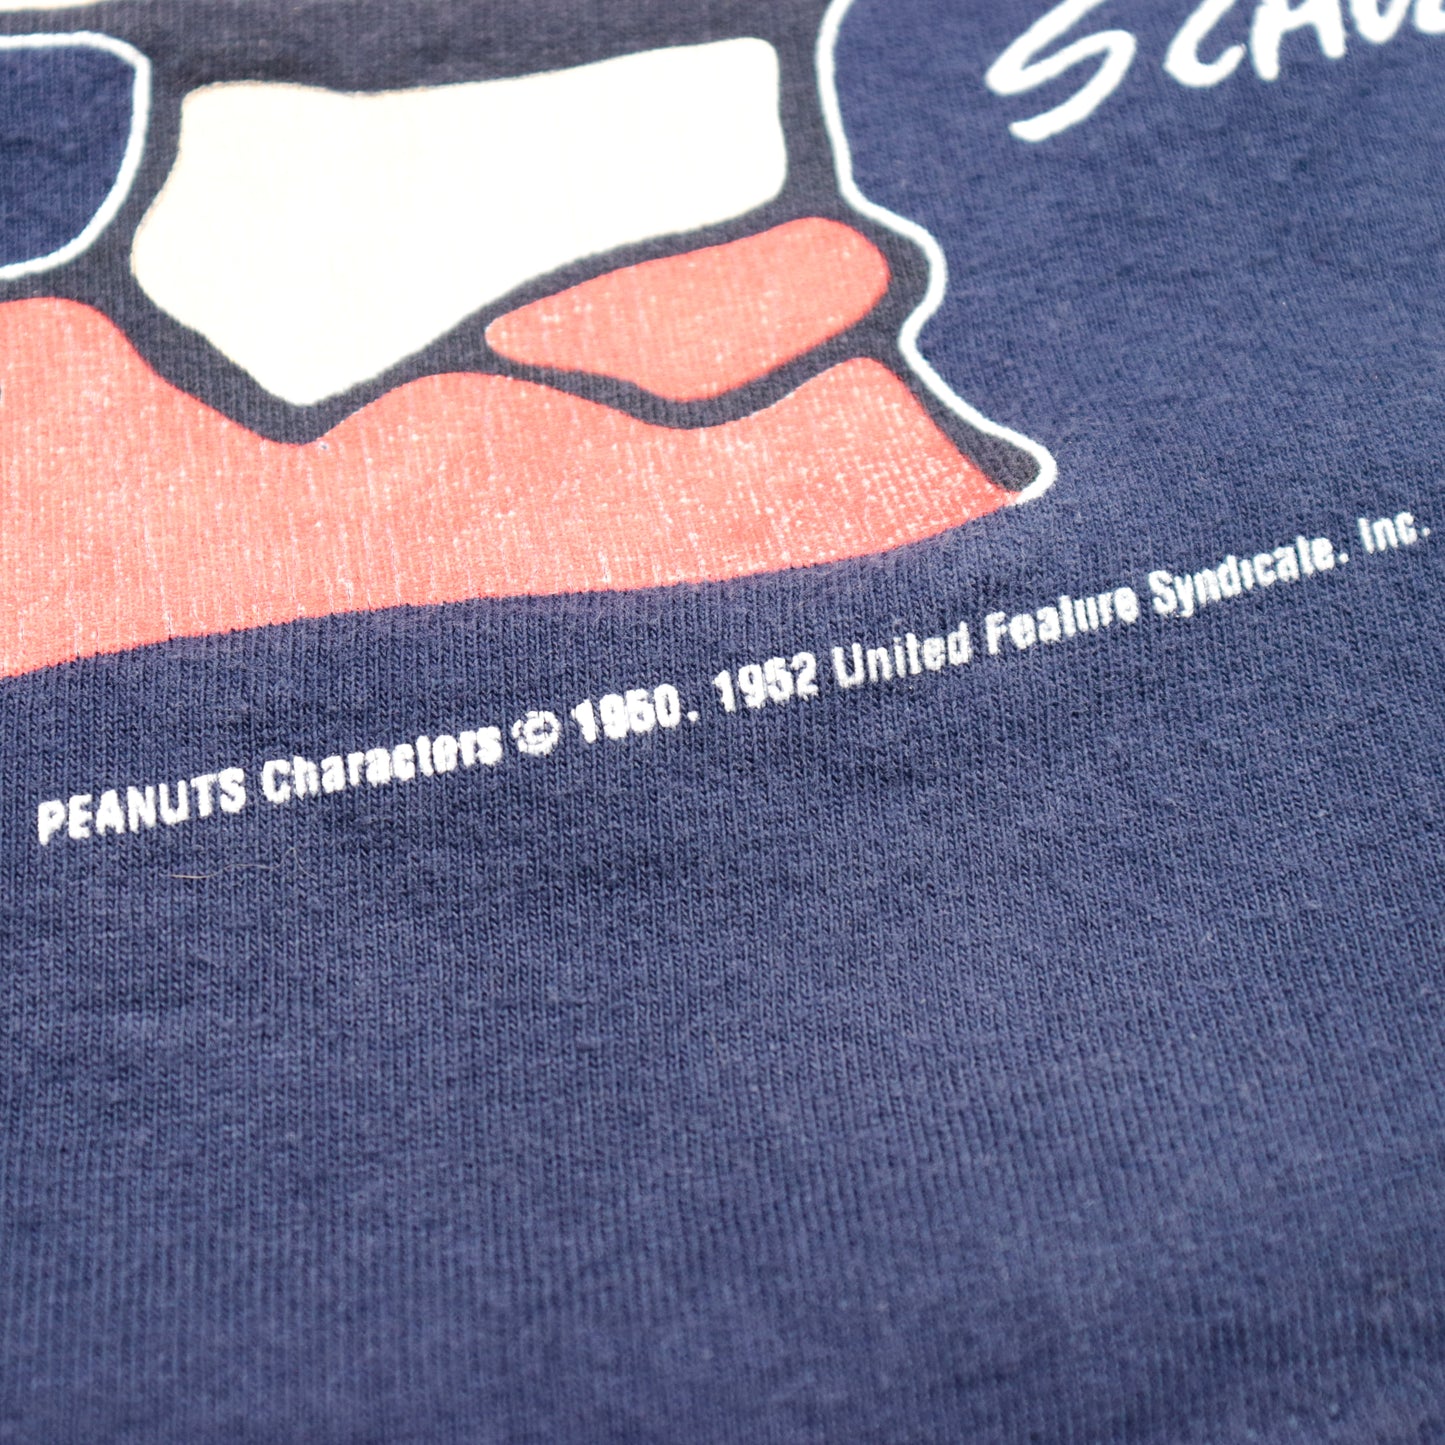 PEANUTS Characters © 1950, 1952 United Feature Syndicate, Inc.